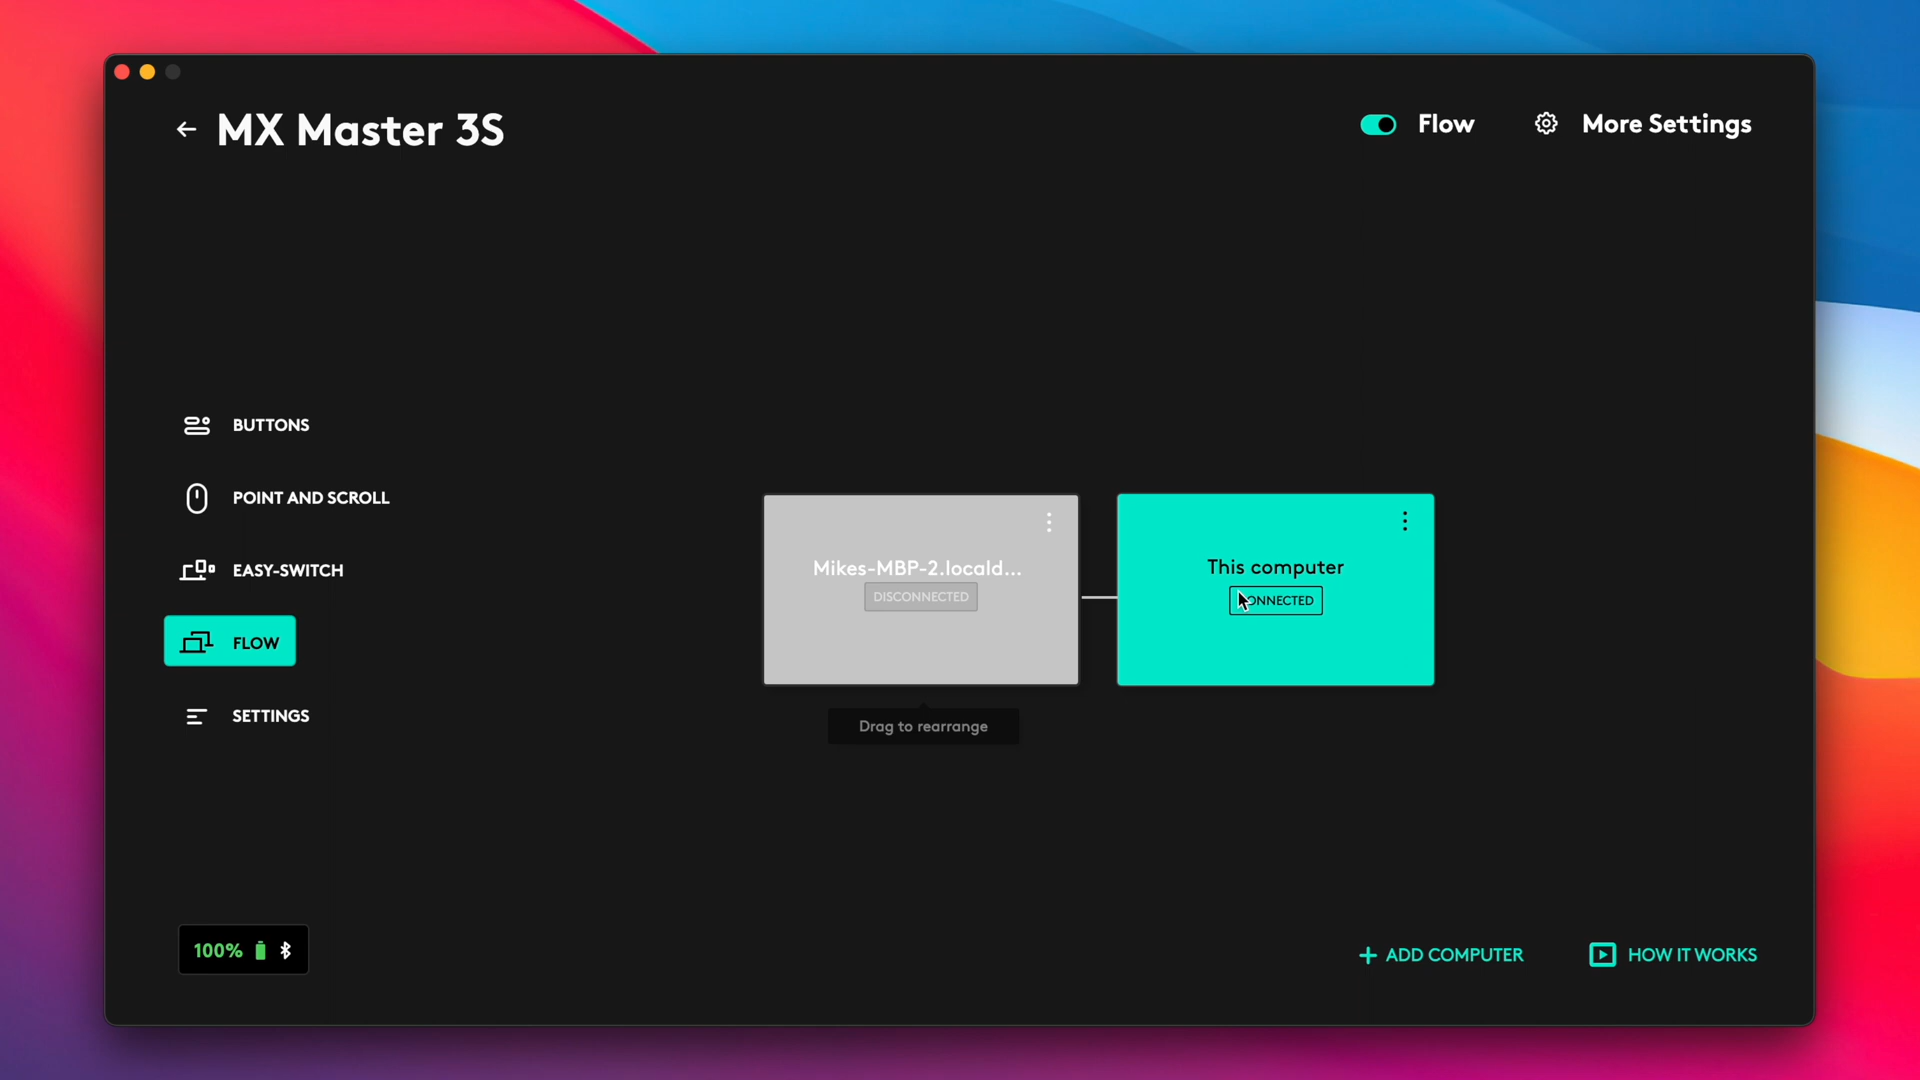 MX Master 3S
Flow
More Settings
BUTTONS
POINT AND SCROLL
EASY-SWITCH
FLOW
SETTINGS
Mikes-MBP-2.locald...
DISCONNECTED
This computer
ONNECTED
Drag to rearrange
100%
+ ADD COMPUTER
HOW IT WORKS